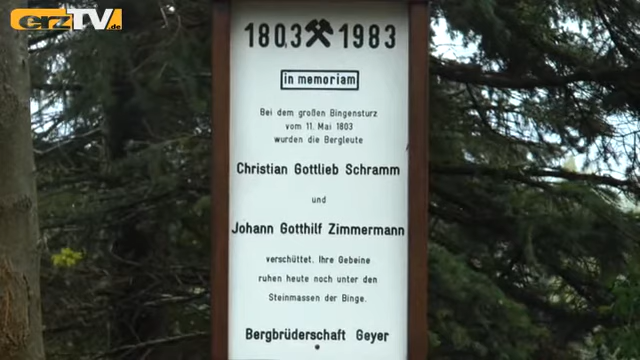 erzTV.de
1803 1983
in memoriam
Bei dem großen Bingensturz
vom 11. Mai 1803
wurden die Bergleute
Christian Gottlieb Schramm
und
Johann Gotthilf Zimmermann
verschüttet. Ihre Gebeine
ruhen heute noch unter den
Steinmassen der Binge.
Bergbrüderschaft Geyer